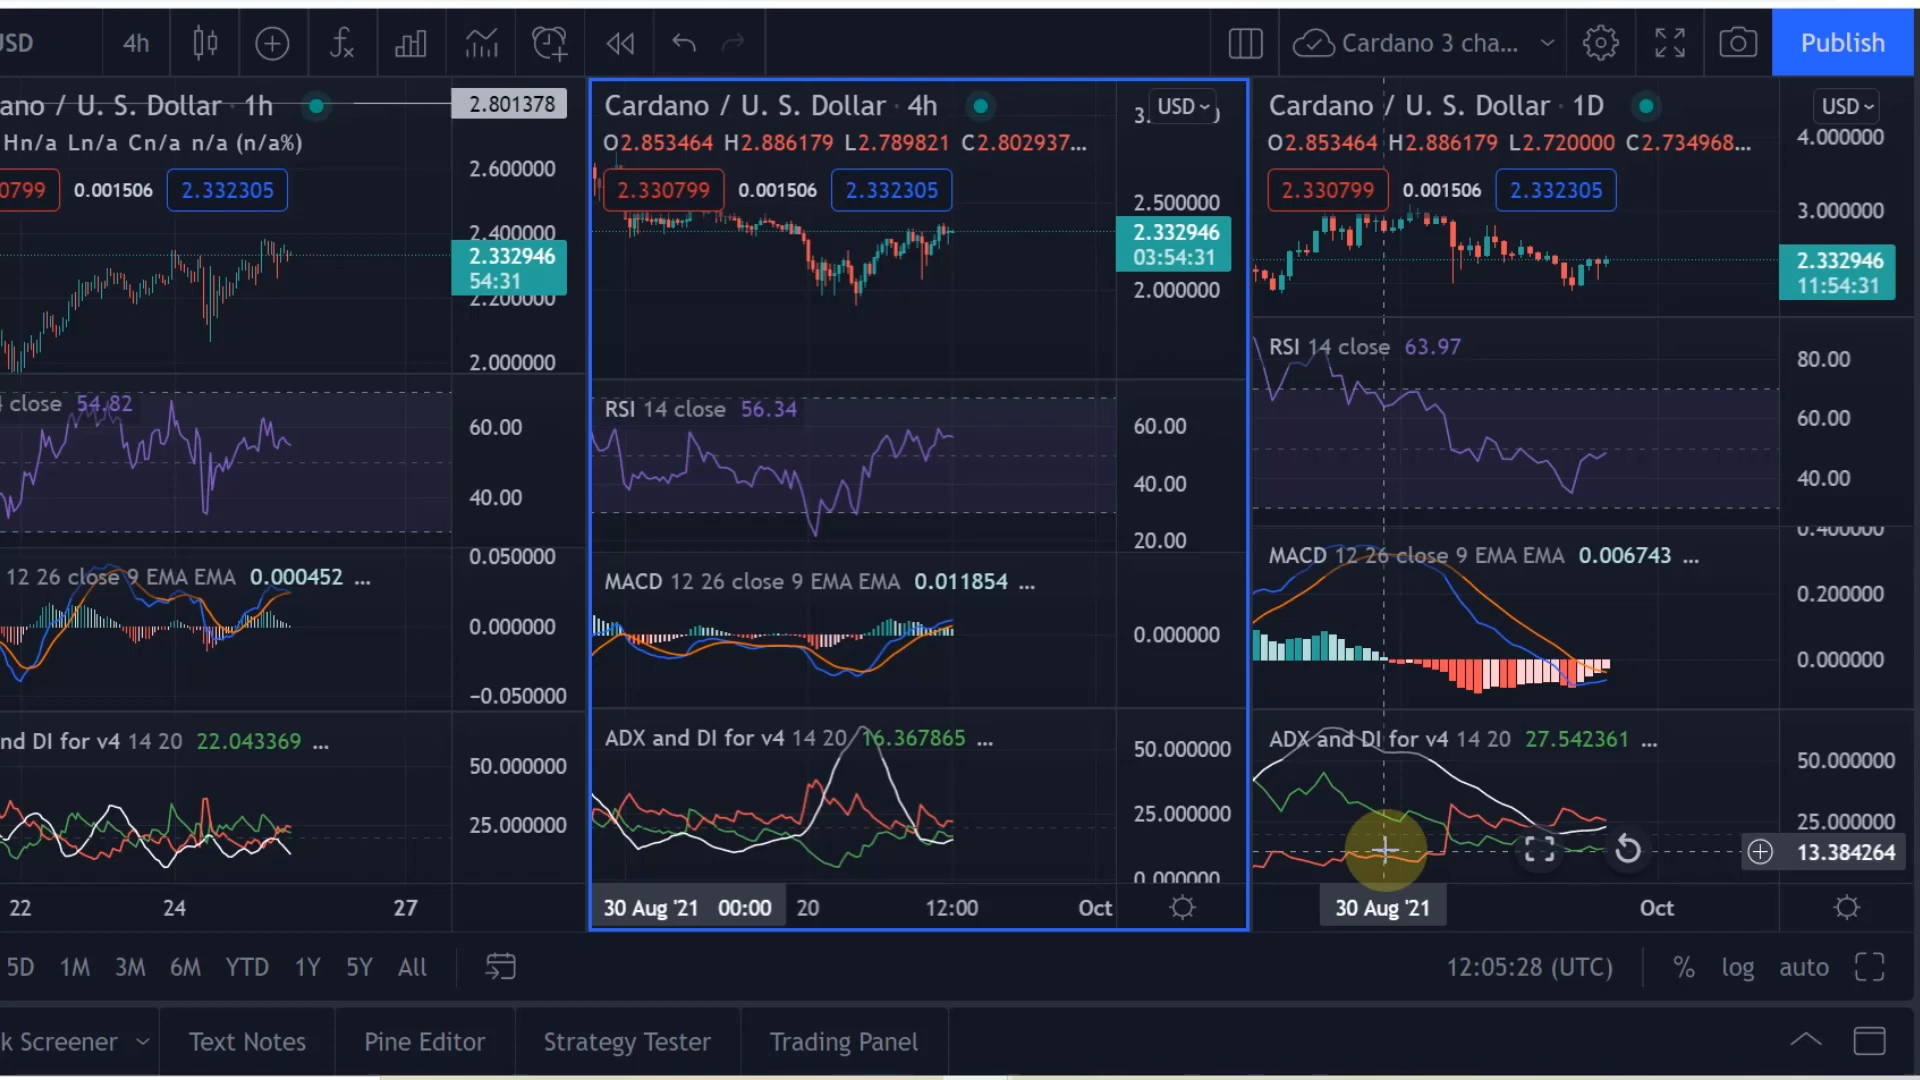 USD 4h Cardano 3 cha... Publish
ano / U. S. Dollar · 1h
2.801378
Hn/a Ln/a Cn/a n/a (n/a%)
0799 0.001506 2.332305
2.600000
2.400000
2.332946
54:31
2.200000
2.000000
close 54.82
60.00
40.00
12 26 close 9 EMA EMA 0.000452 ...
0.050000
0.000000
−0.050000
nd DI for v4 14 20 22.043369 ...
50.000000
25.000000
22 24 27
Cardano / U. S. Dollar · 4h
USD
O2.853464 H2.886179 L2.789821 C2.802937...
2.330799 0.001506 2.332305
2.500000
2.332946
03:54:31
2.000000
RSI 14 close 56.34
60.00
40.00
20.00
MACD 12 26 close 9 EMA EMA 0.011854 ...
0.000000
ADX and DI for v4 14 20 16.367865 ...
50.000000
25.000000
0.000000
30 Aug '21 00:00 20 12:00 Oct
Cardano / U. S. Dollar · 1D
USD
4.000000
O2.853464 H2.886179 L2.720000 C2.734968...
2.330799 0.001506 2.332305
3.000000
2.332946
11:54:31
RSI 14 close 63.97
80.00
60.00
40.00
0.400000
MACD 12 26 close 9 EMA EMA 0.006743 ...
0.200000
0.000000
ADX and DI for v4 14 20 27.542361 ...
50.000000
25.000000
13.384264
30 Aug '21 Oct
5D 1M 3M 6M YTD 1Y 5Y All 12:05:28 (UTC) % log auto
k Screener Text Notes Pine Editor Strategy Tester Trading Panel